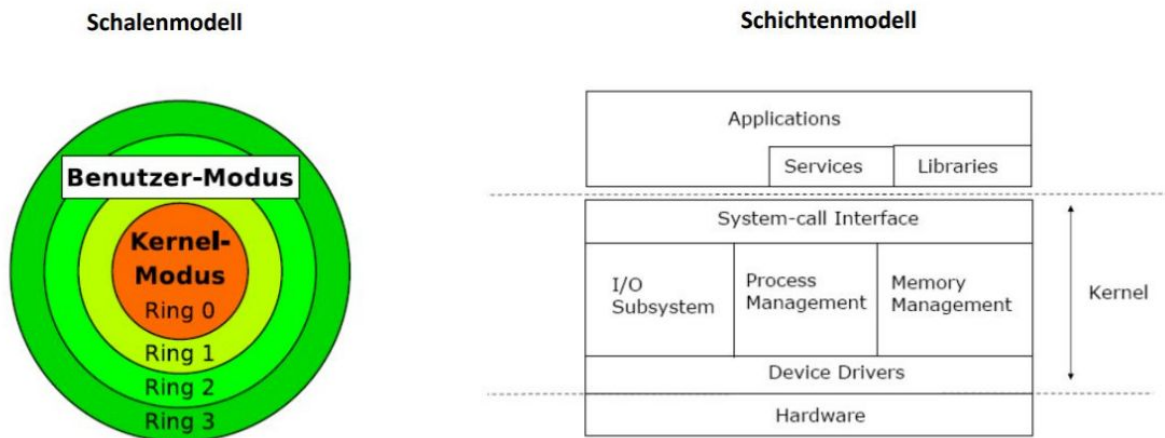 Schalenmodell
Benutzer-Modus
Kernel-
Modus
Ring 0
Ring 1
Ring 2
Ring 3
Schichtenmodell
Applications
Services
Libraries
System-call Interface
I/O
Subsystem
Process
Management
Memory
Management
Kernel
Device Drivers
Hardware